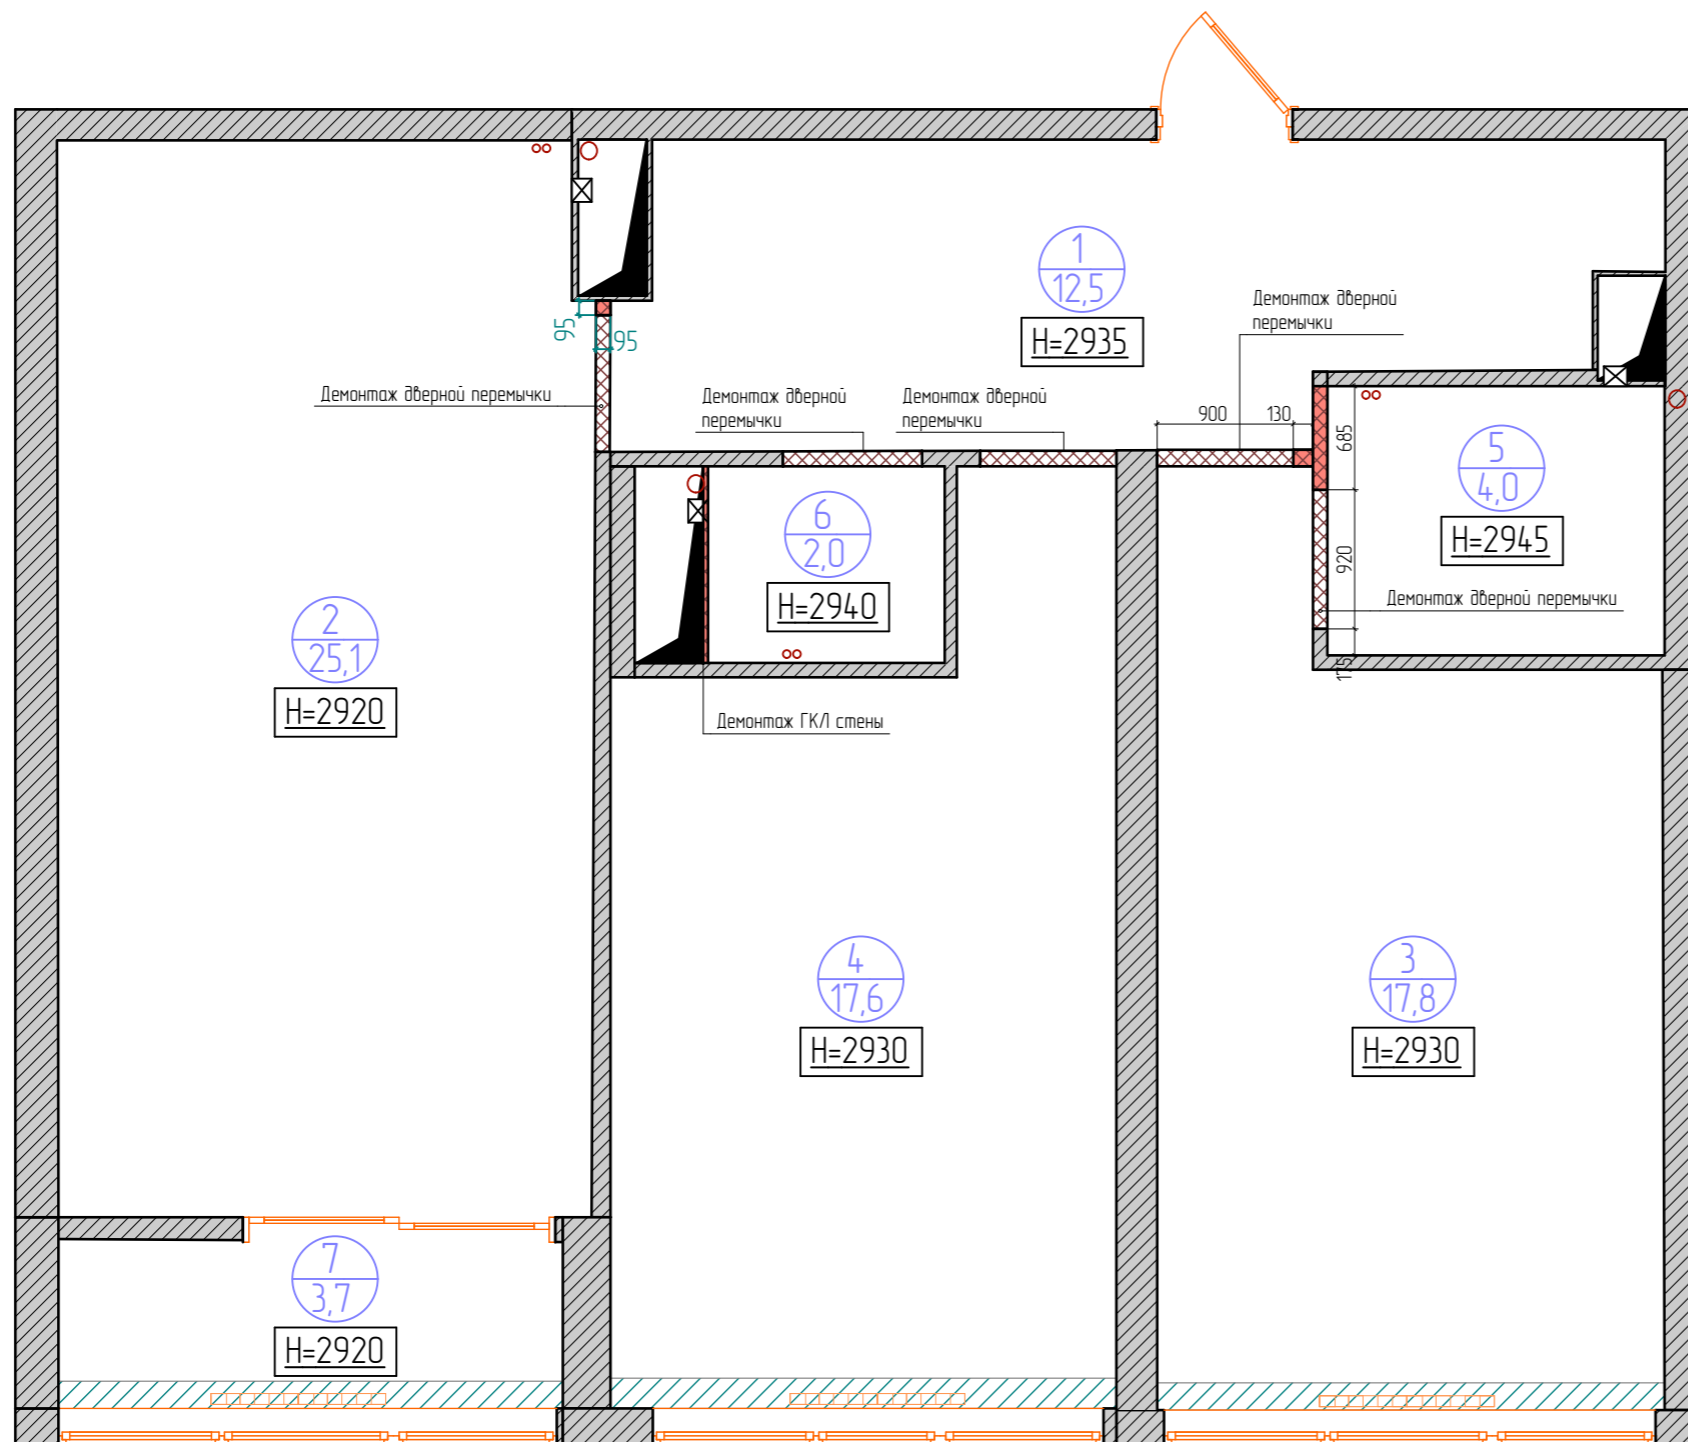 1
12,5
H=2935
Демонтаж дверной
перемычки
95
95
Демонтаж дверной перемычки
Демонтаж дверной
перемычки
Демонтаж дверной
перемычки
900
130
685
5
4,0
H=2945
920
Демонтаж дверной перемычки
175
6
2,0
H=2940
2
25,1
H=2920
Демонтаж ГКЛ стены
4
17,6
H=2930
3
17,8
H=2930
7
3,7
H=2920